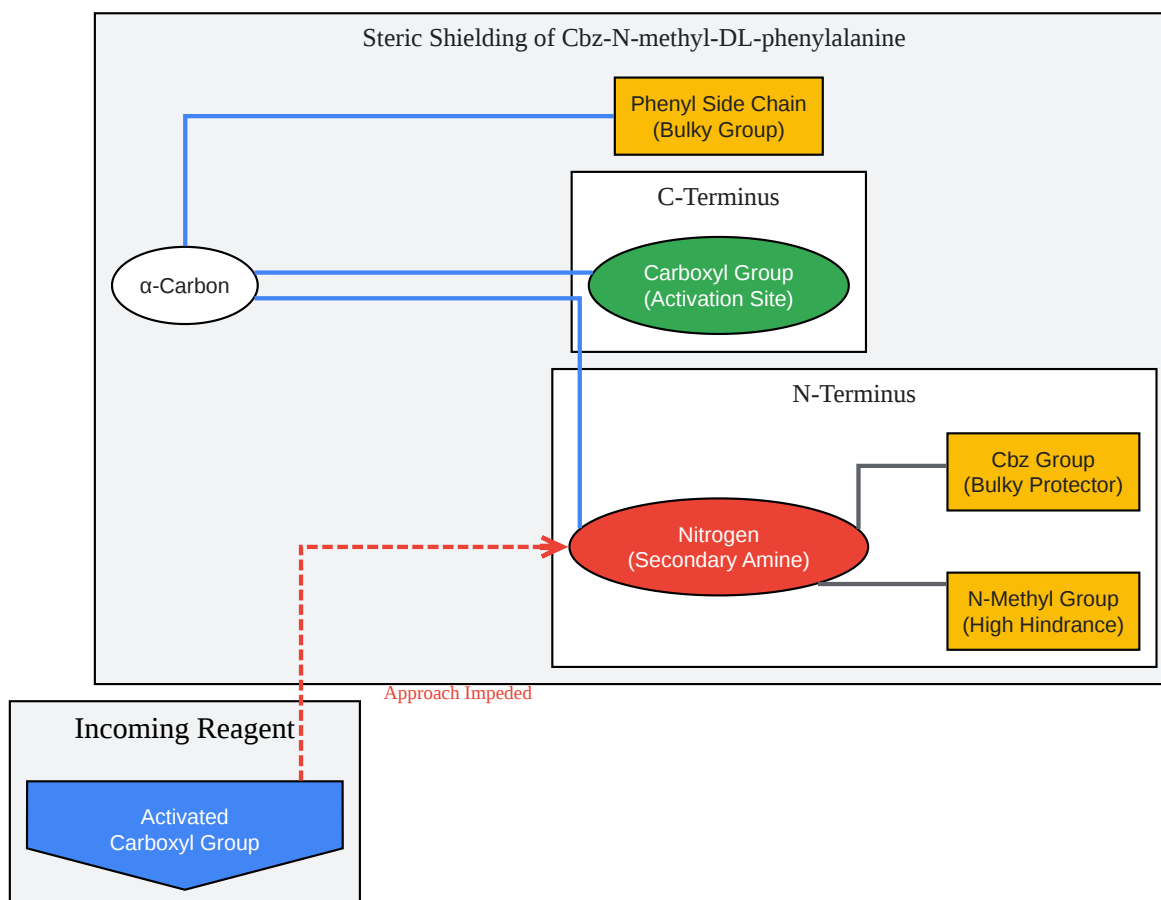 Steric Shielding of Cbz-N-methyl-DL-phenylalanine
Phenyl Side Chain
(Bulky Group)
C-Terminus
α-Carbon
Carboxyl Group
(Activation Site)
N-Terminus
Cbz Group
(Bulky Protector)
Nitrogen
(Secondary Amine)
N-Methyl Group
(High Hindrance)
Approach Impeded
Incoming Reagent
Activated
Carboxyl Group